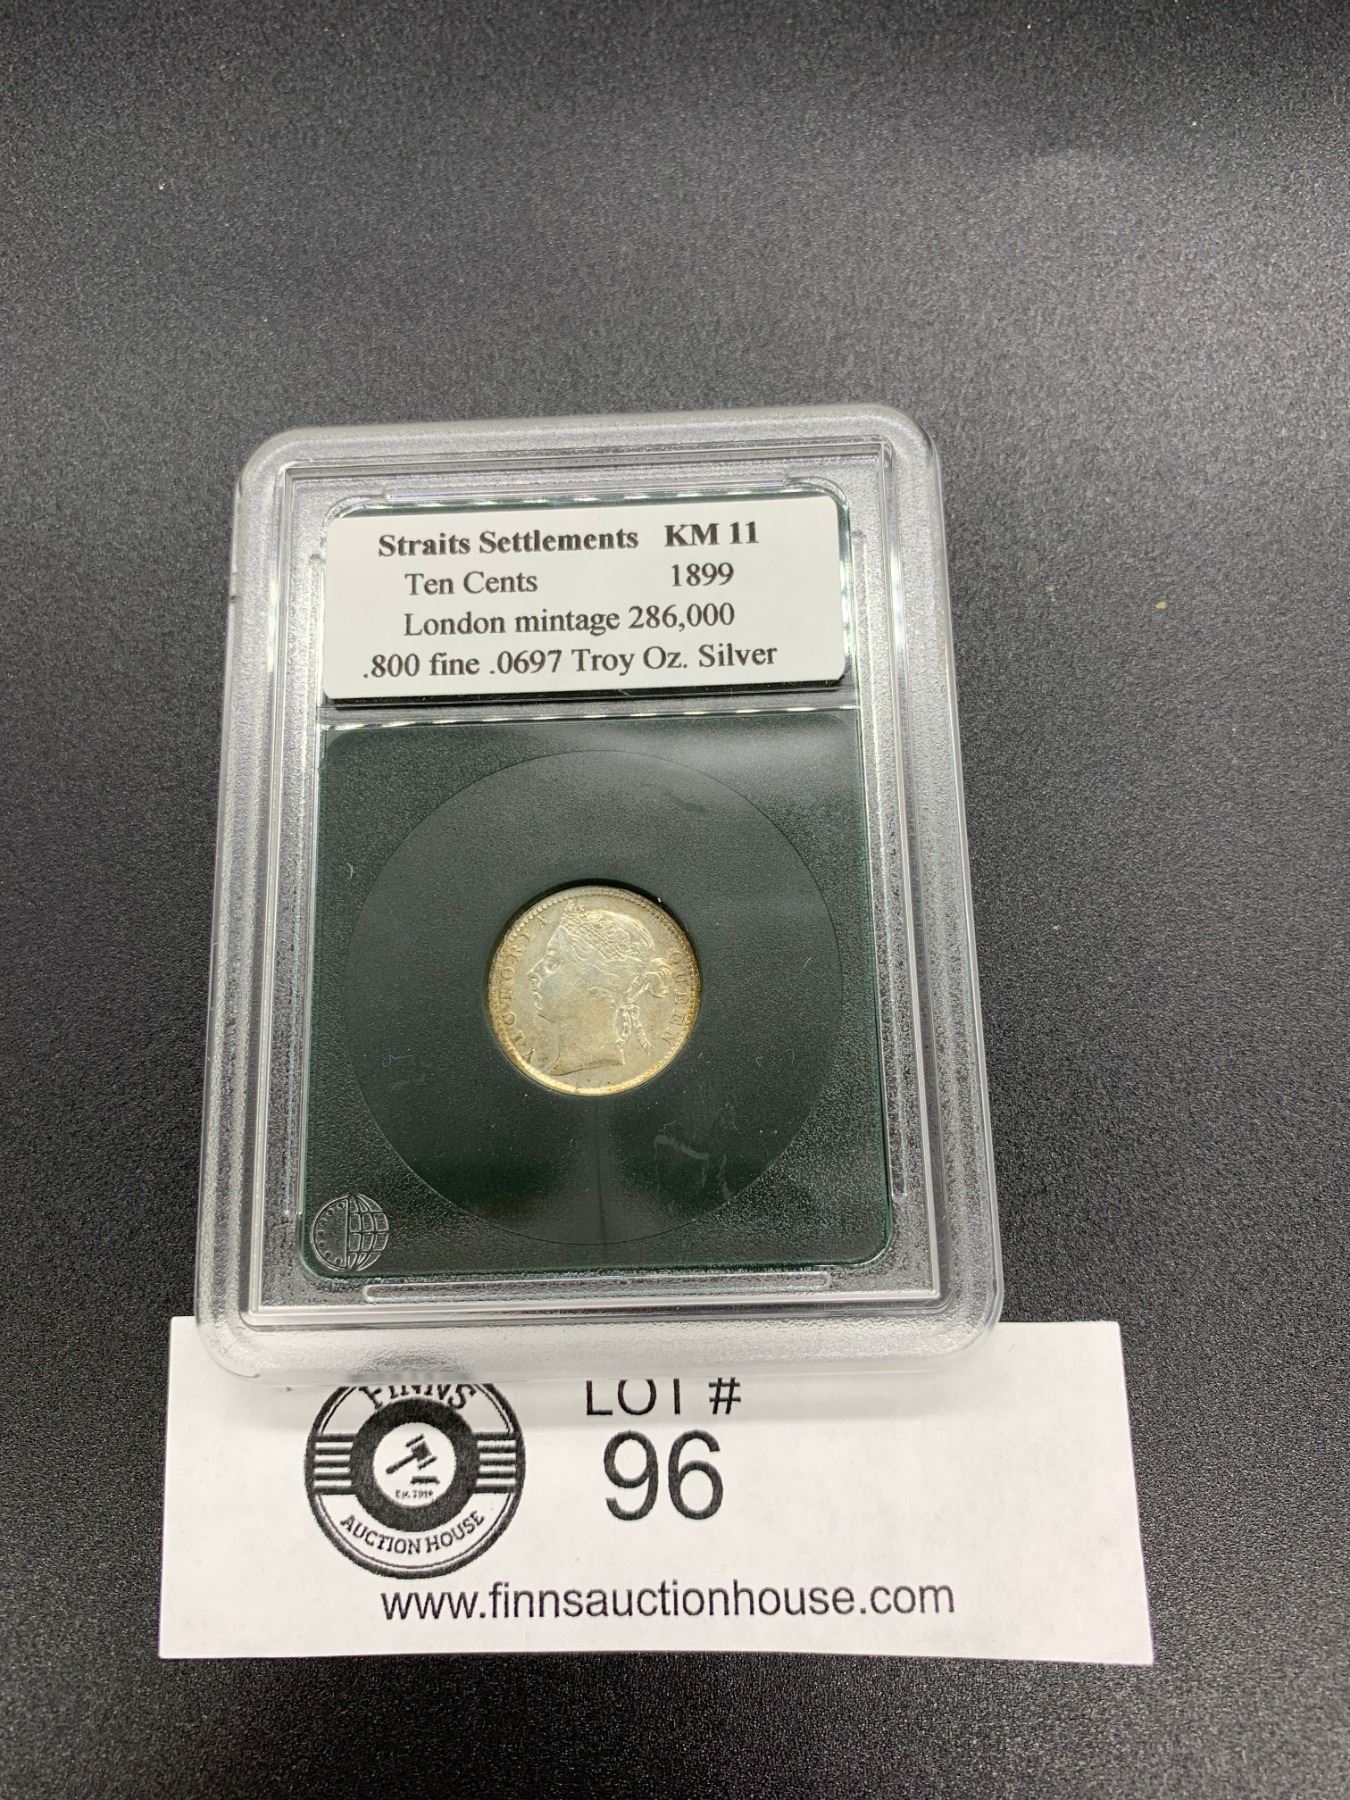 Straits Settlements KM 11
Ten Cents 1899
London mintage 286,000
.800 fine .0697 Troy Oz. Silver
VICTORIA QUEEN
FINNS
AUCTION HOUSE
LOT #
96
www.finnsauctionhouse.com